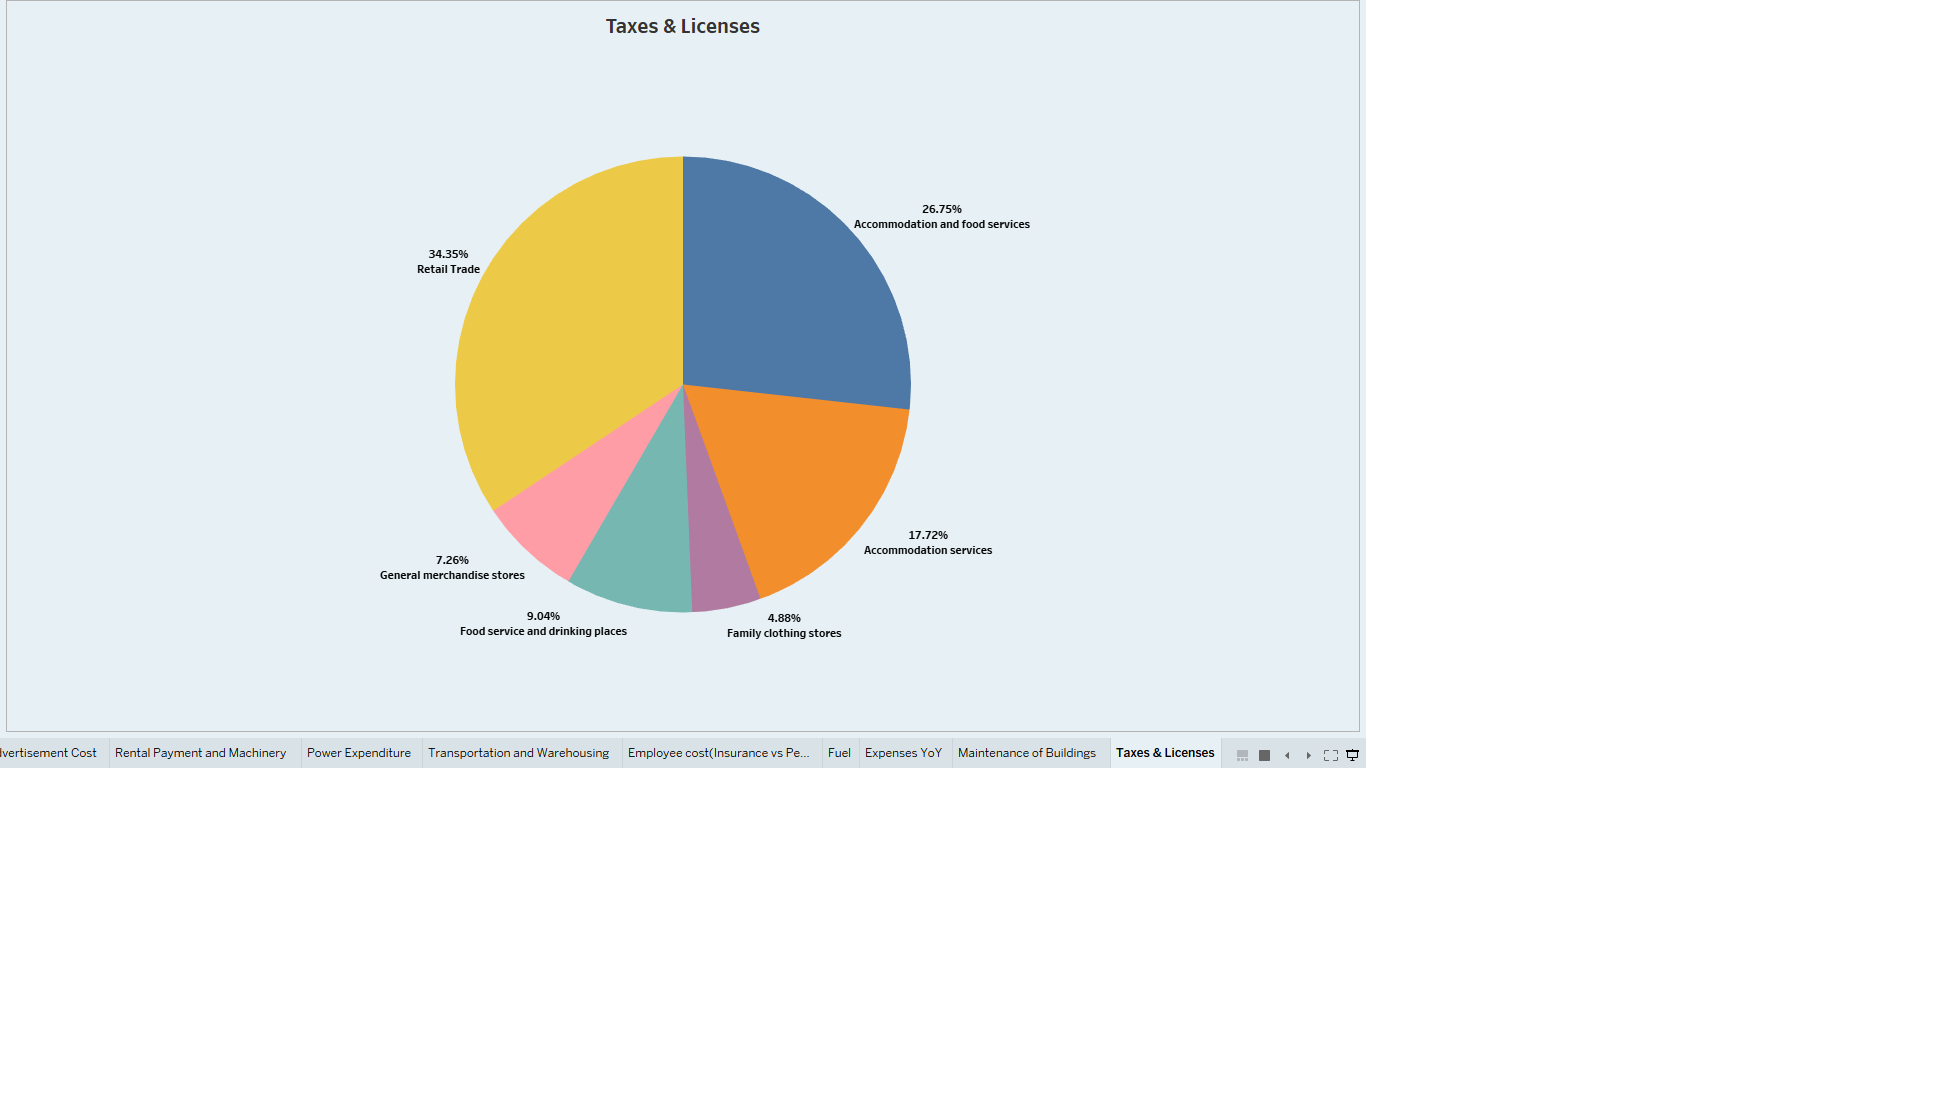 Taxes & Licenses
26.75%
Accommodation and food services
34.35%
Retail Trade
17.72%
Accommodation services
7.26%
General merchandise stores
9.04%
Food service and drinking places
4.88%
Family clothing stores
vertisement Cost Rental Payment and Machinery Power Expenditure Transportation and Warehousing Employee cost(Insurance vs Pe... Fuel Expenses YoY Maintenance of Buildings Taxes & Licenses